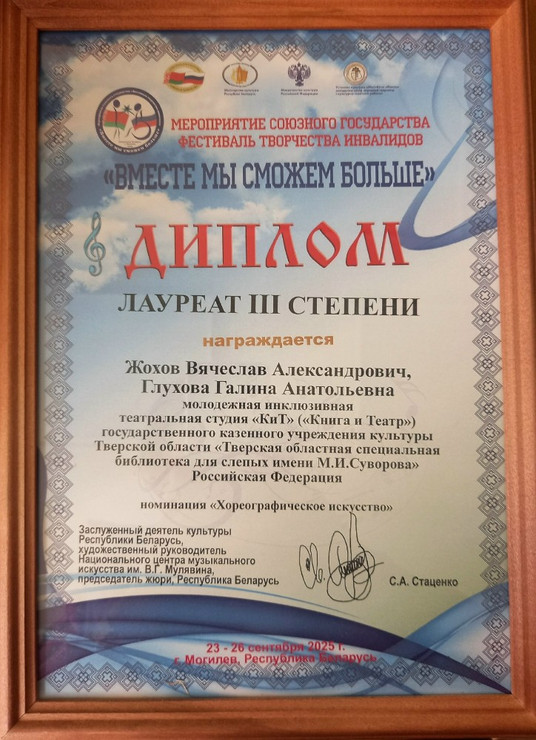 МЕРОПРИЯТИЕ СОЮЗНОГО ГОСУДАРСТВА
ФЕСТИВАЛЬ ТВОРЧЕСТВА ИНВАЛИДОВ
«ВМЕСТЕ МЫ СМОЖЕМ БОЛЬШЕ»
ДИПЛОМ
ЛАУРЕАТ III СТЕПЕНИ
награждается
Жохов Вячеслав Александрович,
Глухова Галина Анатольевна
молодежная инклюзивная
театральная студия «КиТ» («Книга и Театр»)
государственного казенного учреждения культуры
Тверской области «Тверская областная специальная
библиотека для слепых имени М.И.Суворова»
Российская Федерация
номинация «Хореографическое искусство»
Заслуженный деятель культуры
Республики Беларусь,
художественный руководитель
Национального центра музыкального
искусства им. В.Г. Мулявина,
председатель жюри, Республика Беларусь
С.А. Стаценко
23 - 26 сентября 2025 г.
г. Могилев, Республика Беларусь